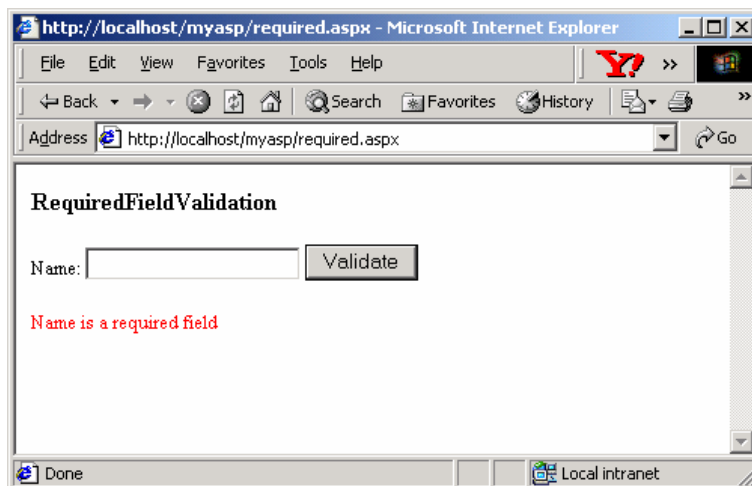 http://localhost/myasp/required.aspx - Microsoft Internet Explorer
File Edit View Favorites Tools Help
Y! »
Back Search Favorites History »
Address http://localhost/myasp/required.aspx Go
RequiredFieldValidation
Name: Validate
Name is a required field
Done Local intranet